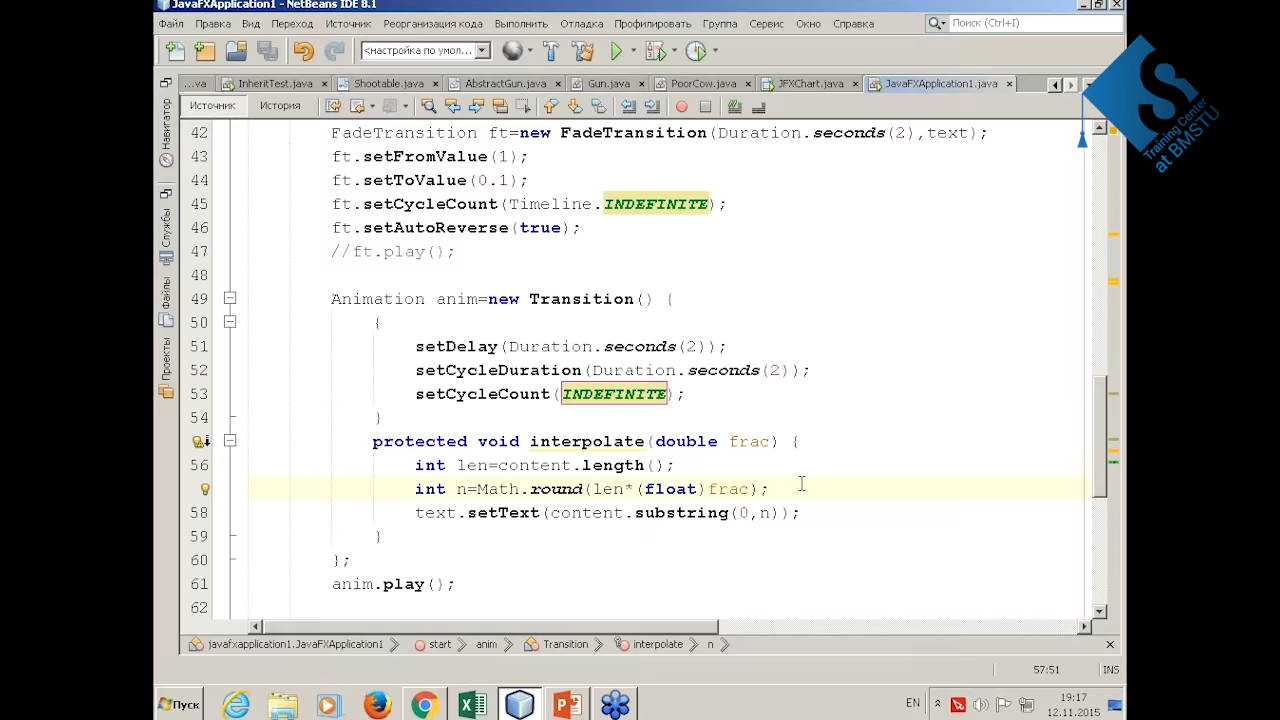 JavaFXApplication1 - NetBeans IDE 8.1
Файл Правка Вид Переход Источник Реорганизация кода Выполнить Отладка Профилировать Группа Сервис Окно Справка
Поиск (Ctrl+I)
<настройка по умол...
...va InheritTest.java Shootable.java AbstractGun.java Gun.java PoorCow.java JFXChart.java JavaFXApplication1.java
Источник История
Навигатор
Службы
Файлы
Проекты
42 FadeTransition ft=new FadeTransition(Duration.seconds(2),text);
43 ft.setFromValue(1);
44 ft.setToValue(0.1);
45 ft.setCycleCount(Timeline.INDEFINITE);
46 ft.setAutoReverse(true);
47 //ft.play();
48
49 Animation anim=new Transition() {
50 {
51 setDelay(Duration.seconds(2));
52 setCycleDuration(Duration.seconds(2));
53 setCycleCount(INDEFINITE);
54 }
protected void interpolate(double frac) {
56 int len=content.length();
int n=Math.round(len*(float)frac);
58 text.setText(content.substring(0,n));
59 }
60 };
61 anim.play();
62
javafxapplication1.JavaFXApplication1 start anim Transition interpolate n
57:51 INS
Пуск
EN
19:17
12.11.2015
Training Center
at BMSTU